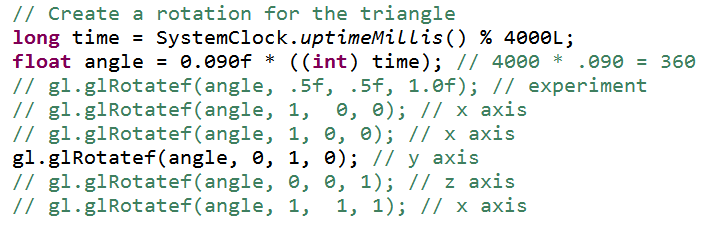 // Create a rotation for the triangle
long time = SystemClock.uptimeMillis() % 4000L;
float angle = 0.090f * ((int) time); // 4000 * .090 = 360
// gl.glRotatef(angle, .5f, .5f, 1.0f); // experiment
// gl.glRotatef(angle, 1,  0, 0); // x axis
// gl.glRotatef(angle, 1, 0, 0); // x axis
gl.glRotatef(angle, 0, 1, 0); // y axis
// gl.glRotatef(angle, 0, 0, 1); // z axis
// gl.glRotatef(angle, 1,  1, 1); // x axis